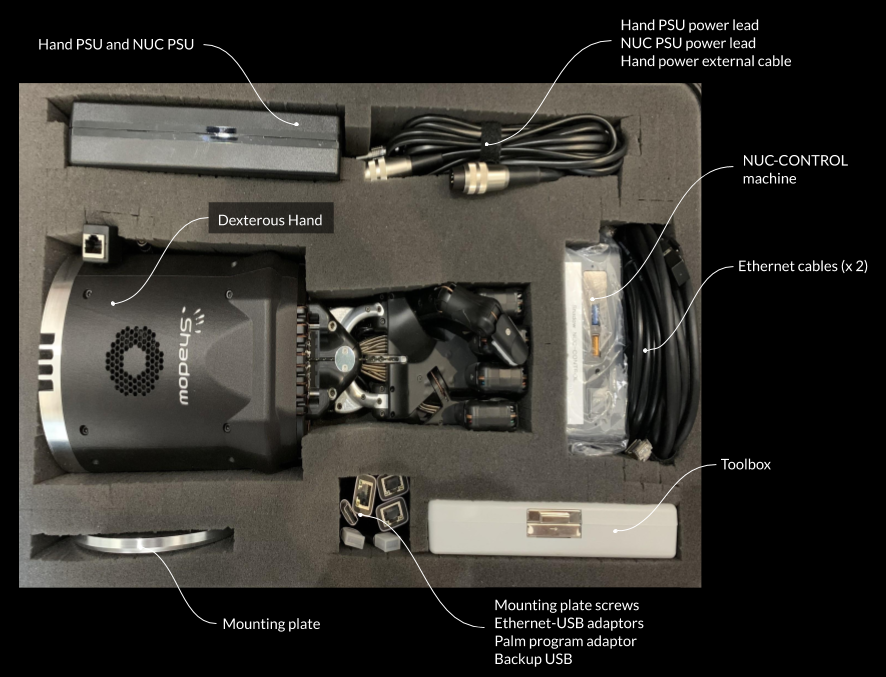 Hand PSU and NUC PSU
Hand PSU power lead
NUC PSU power lead
Hand power external cable
NUC-CONTROL
machine
Dexterous Hand
Ethernet cables (x 2)
Shadow
Toolbox
Mounting plate
Mounting plate screws
Ethernet-USB adaptors
Palm program adaptor
Backup USB